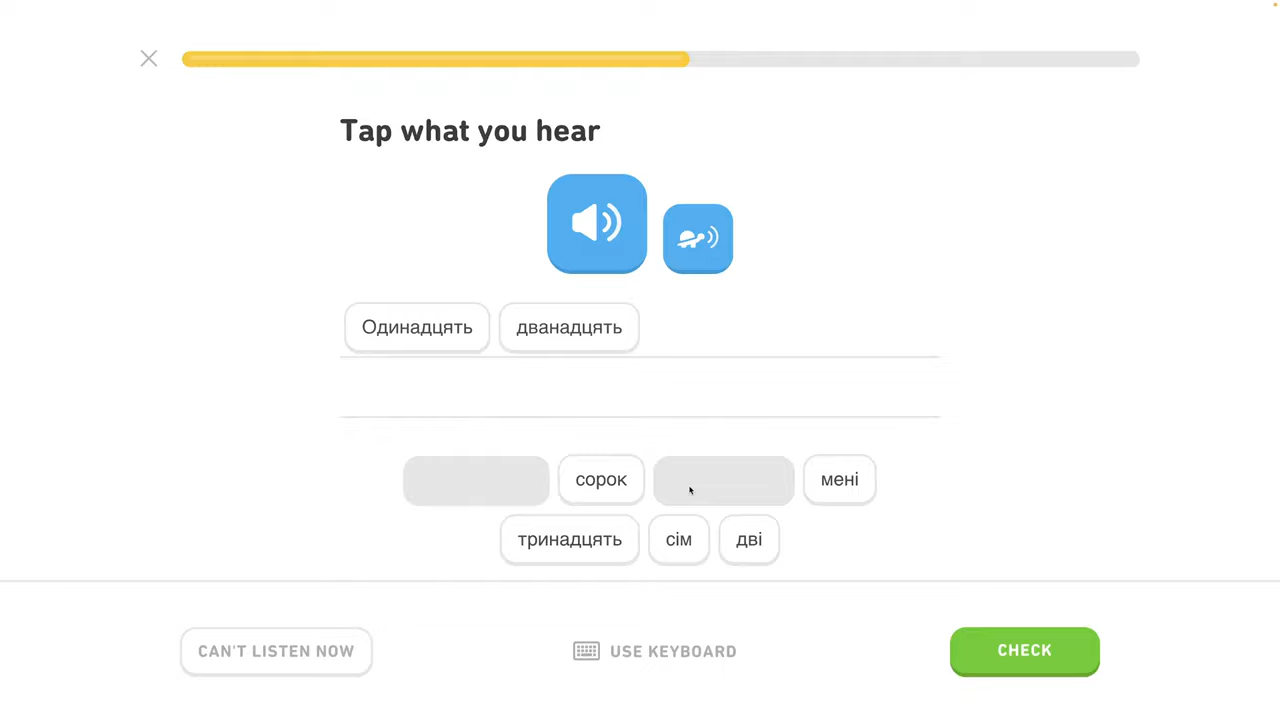 Tap what you hear
Одинадцять дванадцять
сорок мені
тринадцять сім дві
CAN'T LISTEN NOW USE KEYBOARD CHECK